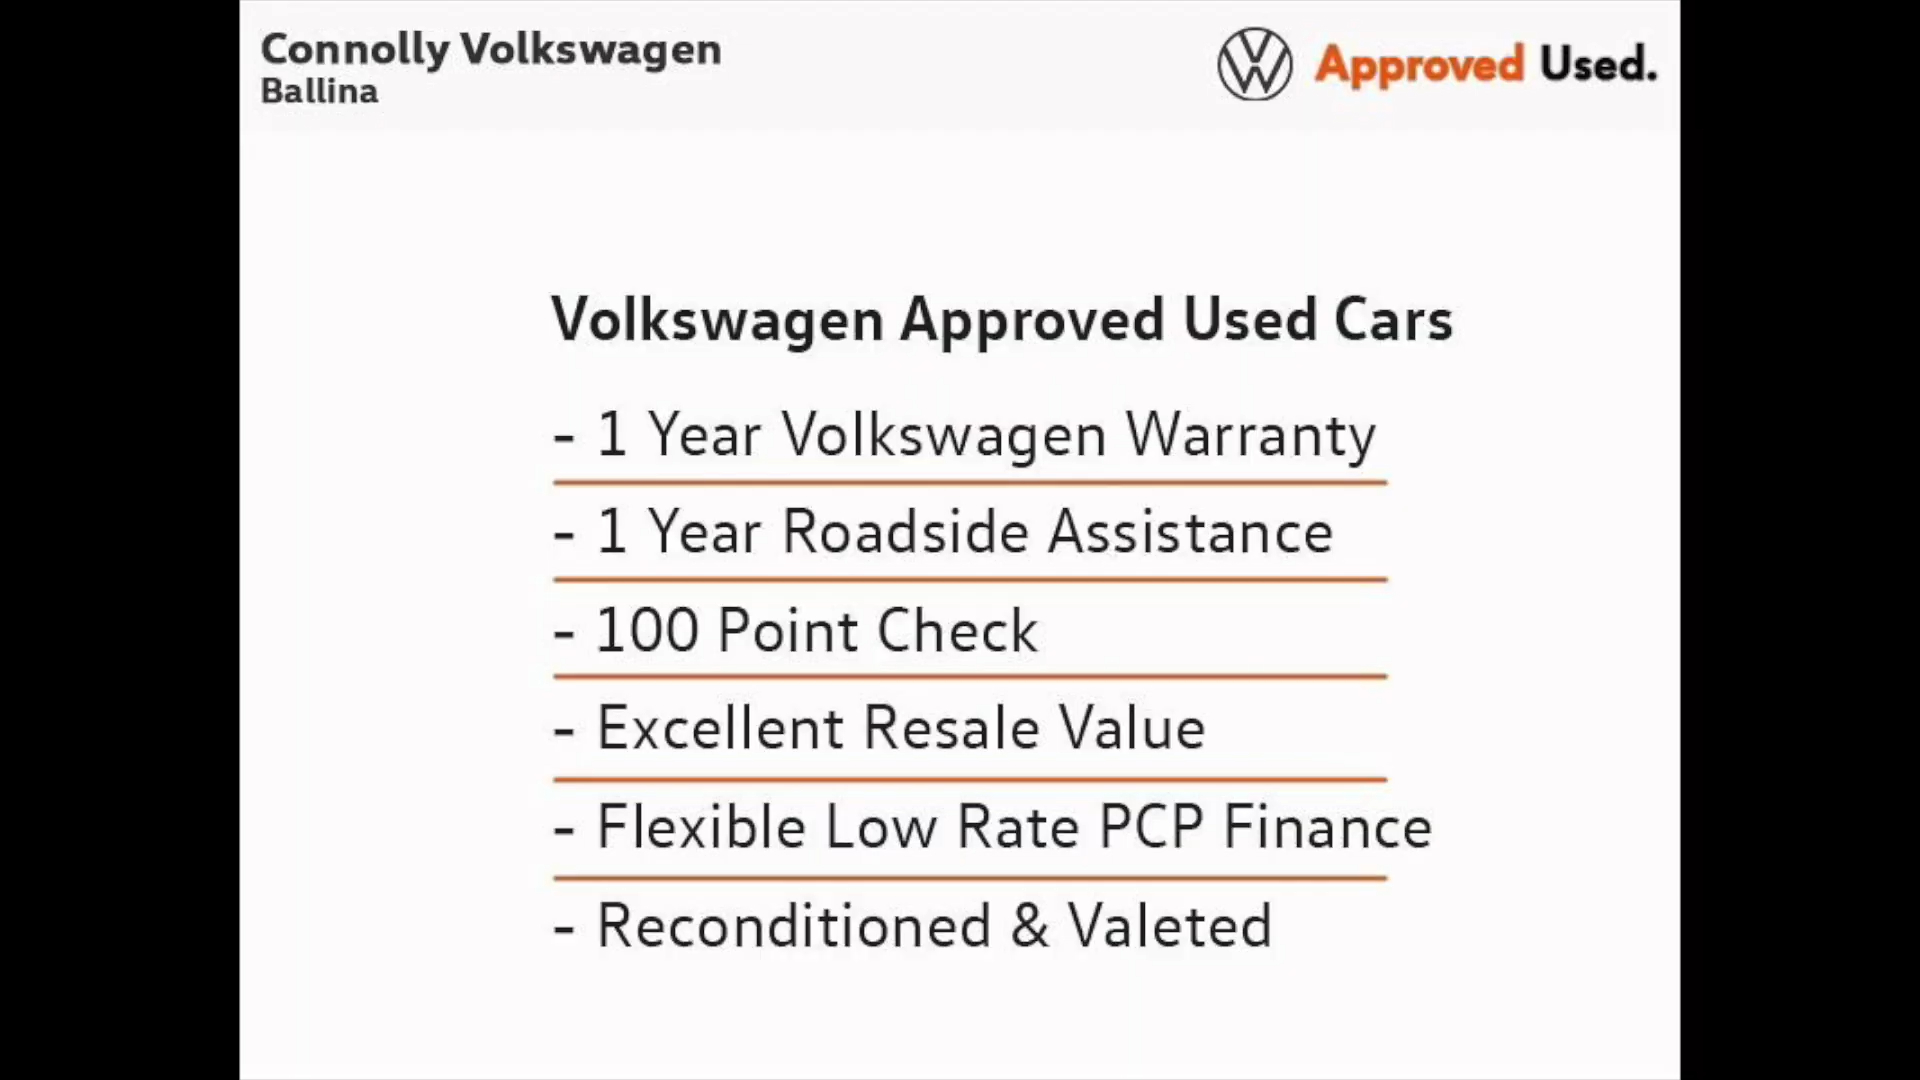 Connolly Volkswagen
Ballina
Approved Used.
Volkswagen Approved Used Cars
- 1 Year Volkswagen Warranty
- 1 Year Roadside Assistance
- 100 Point Check
- Excellent Resale Value
- Flexible Low Rate PCP Finance
- Reconditioned & Valeted